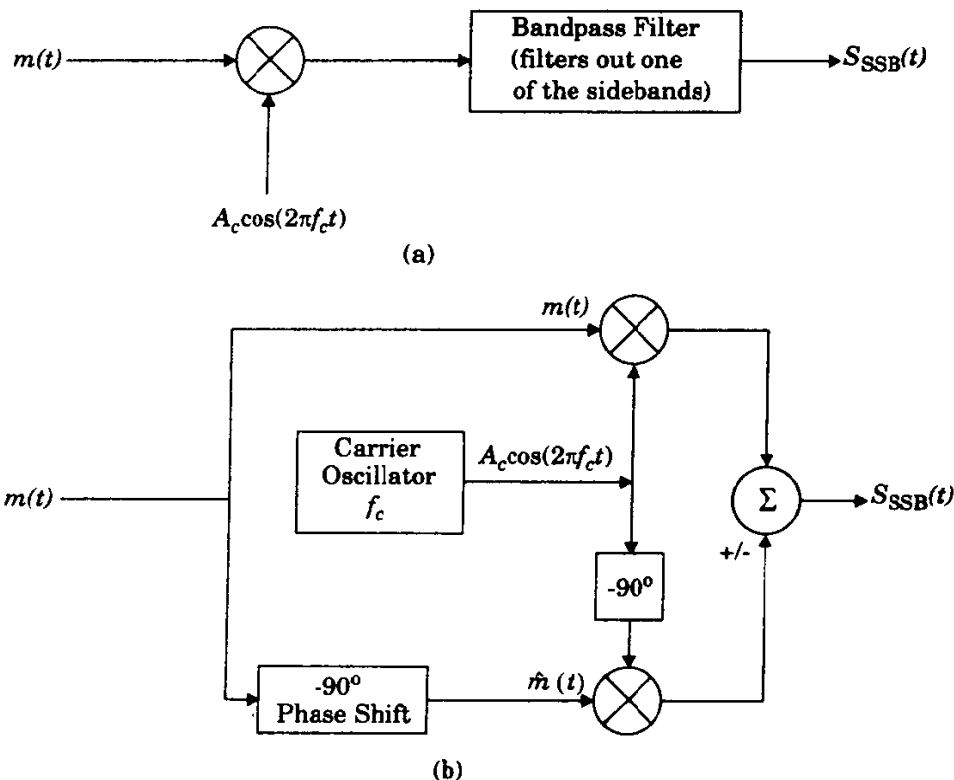 m(t)
Bandpass Filter
(filters out one
of the sidebands)
S_SSB(t)
A_c cos(2πf_c t)
(a)
m(t)
Carrier
Oscillator
f_c
A_c cos(2πf_c t)
m(t)
Σ
S_SSB(t)
+/-
-90°
-90°
Phase Shift
m̂ (t)
(b)